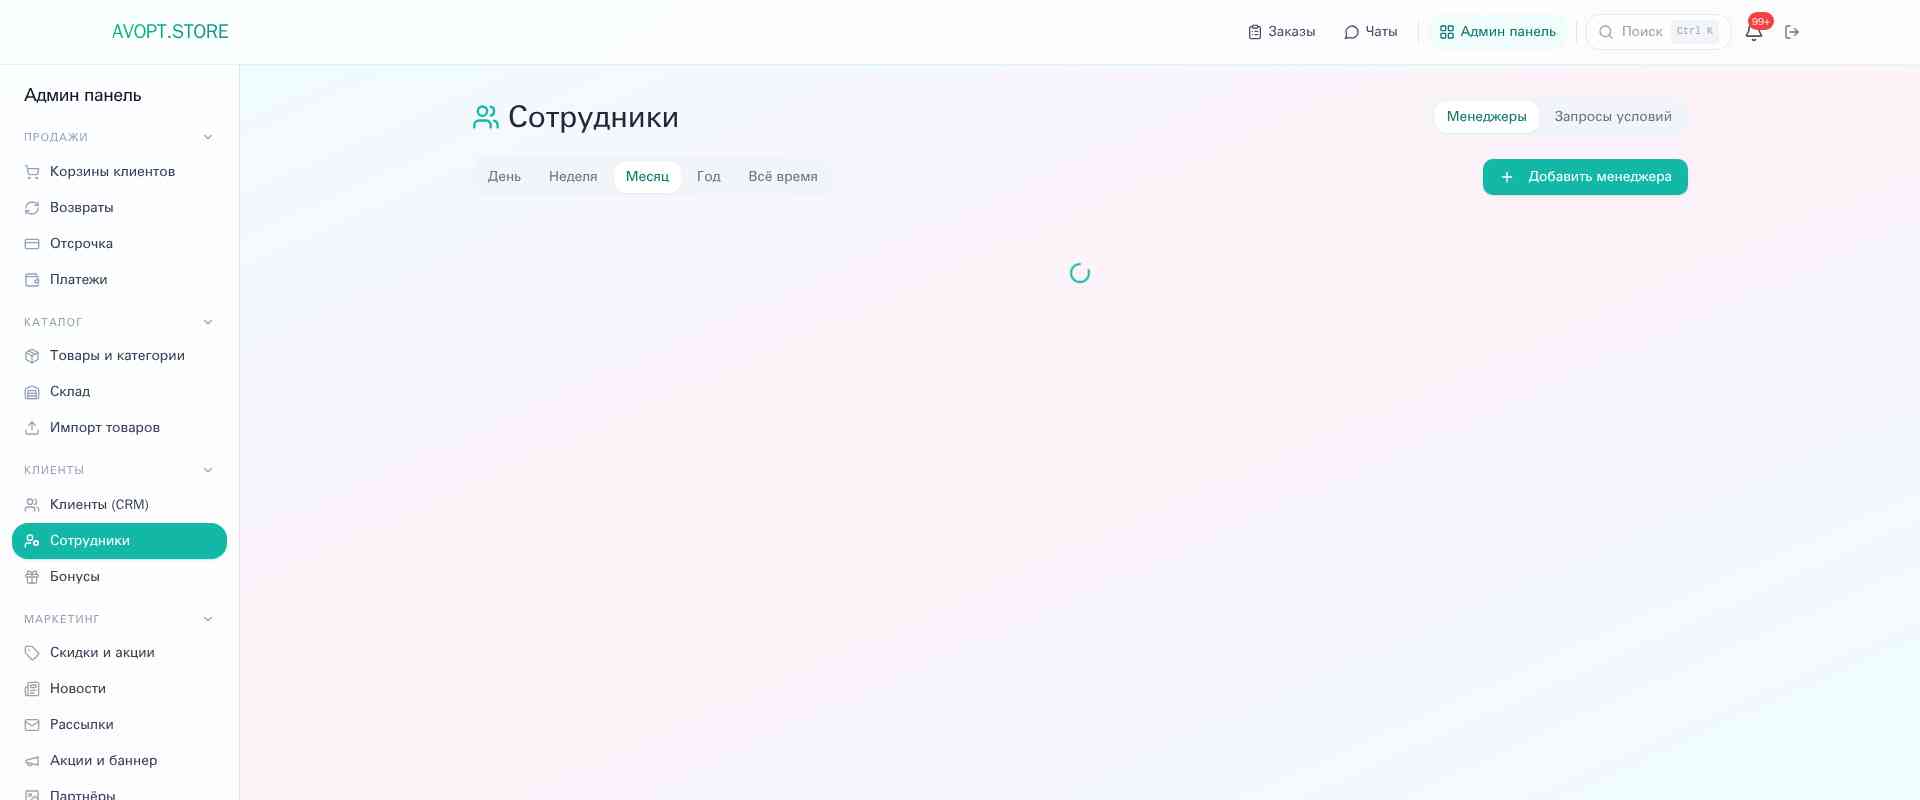 AVOPT.STORE
Заказы
Чаты
Админ панель
Поиск
Ctrl K
99+
Админ панель
ПРОДАЖИ
Корзины клиентов
Возвраты
Отсрочка
Платежи
КАТАЛОГ
Товары и категории
Склад
Импорт товаров
КЛИЕНТЫ
Клиенты (CRM)
Сотрудники
Бонусы
МАРКЕТИНГ
Скидки и акции
Новости
Рассылки
Акции и баннер
Партнёры
Сотрудники
Менеджеры
Запросы условий
День
Неделя
Месяц
Год
Всё время
Добавить менеджера